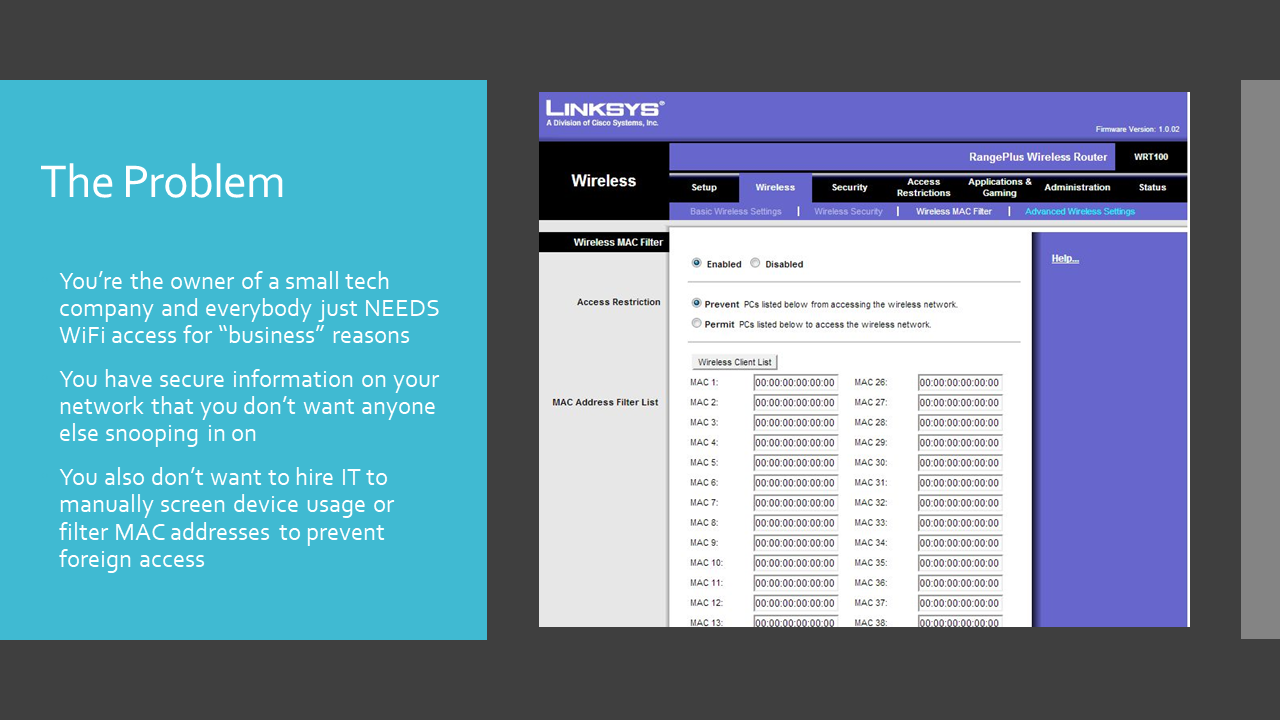 The Problem
You’re the owner of a small tech
company and everybody just NEEDS
WiFi access for “business” reasons
You have secure information on your
network that you don’t want anyone
else snooping in on
You also don’t want to hire IT to
manually screen device usage or
filter MAC addresses to prevent
foreign access
LINKSYS®
A Division of Cisco Systems, Inc.
Firmware Version: 1.0.02
RangePlus Wireless Router WRT100
Wireless
Setup Wireless Security Access Restrictions Applications & Gaming Administration Status
Basic Wireless Settings | Wireless Security | Wireless MAC Filter | Advanced Wireless Settings
Wireless MAC Filter
Help...
Enabled Disabled
Access Restriction
Prevent PCs listed below from accessing the wireless network.
Permit PCs listed below to access the wireless network.
Wireless Client List
MAC Address Filter List
MAC 1: 00:00:00:00:00:00 MAC 26: 00:00:00:00:00:00
MAC 2: 00:00:00:00:00:00 MAC 27: 00:00:00:00:00:00
MAC 3: 00:00:00:00:00:00 MAC 28: 00:00:00:00:00:00
MAC 4: 00:00:00:00:00:00 MAC 29: 00:00:00:00:00:00
MAC 5: 00:00:00:00:00:00 MAC 30: 00:00:00:00:00:00
MAC 6: 00:00:00:00:00:00 MAC 31: 00:00:00:00:00:00
MAC 7: 00:00:00:00:00:00 MAC 32: 00:00:00:00:00:00
MAC 8: 00:00:00:00:00:00 MAC 33: 00:00:00:00:00:00
MAC 9: 00:00:00:00:00:00 MAC 34: 00:00:00:00:00:00
MAC 10: 00:00:00:00:00:00 MAC 35: 00:00:00:00:00:00
MAC 11: 00:00:00:00:00:00 MAC 36: 00:00:00:00:00:00
MAC 12: 00:00:00:00:00:00 MAC 37: 00:00:00:00:00:00
MAC 13: 00:00:00:00:00:00 MAC 38: 00:00:00:00:00:00